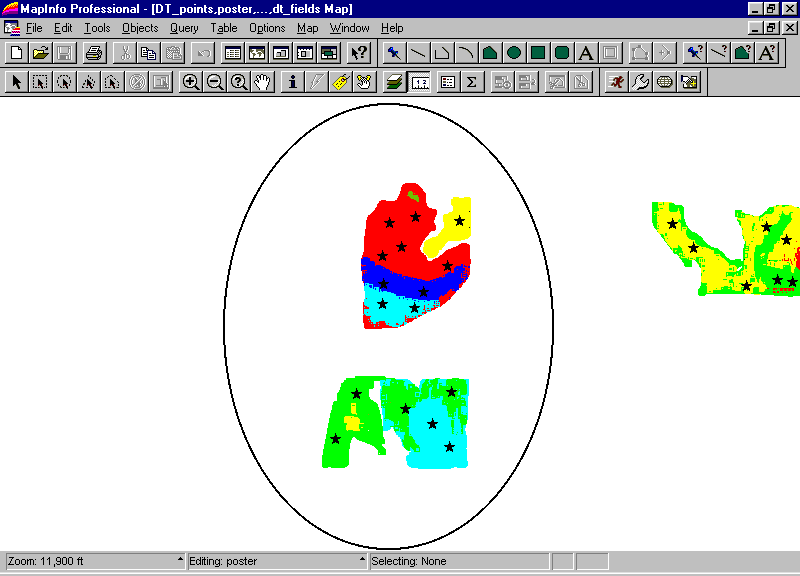 MapInfo Professional - [DT_points,poster,...,dt_fields Map]
File Edit Tools Objects Query Table Options Map Window Help
Zoom: 11,900 ft Editing: poster Selecting: None